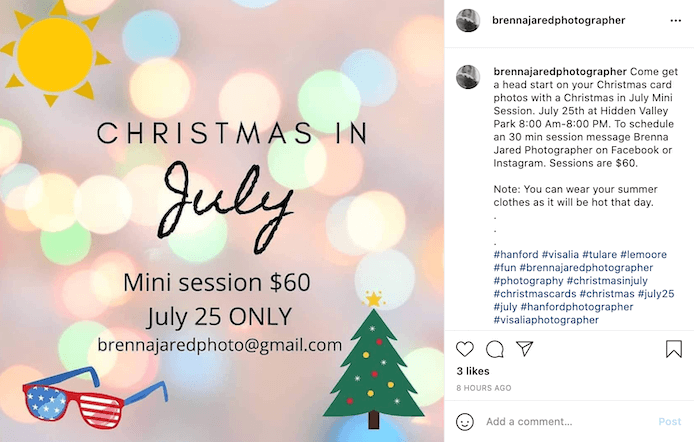 CHRISTMAS IN
July
Mini session $60
July 25 ONLY
brennajaredphoto@gmail.com
brennajaredphotographer
brennajaredphotographer Come get
a head start on your Christmas card
photos with a Christmas in July Mini
Session. July 25th at Hidden Valley
Park 8:00 Am-8:00 PM. To schedule
an 30 min session message Brenna
Jared Photographer on Facebook or
Instagram. Sessions are $60.
Note: You can wear your summer
clothes as it will be hot that day.
.
.
.
#hanford #visalia #tulare #lemoore
#fun #brennajaredphotographer
#photography #christmasinjuly
#christmascards #christmas #july25
#july #hanfordphotographer
#visaliaphotographer
3 likes
8 HOURS AGO
Add a comment... Post